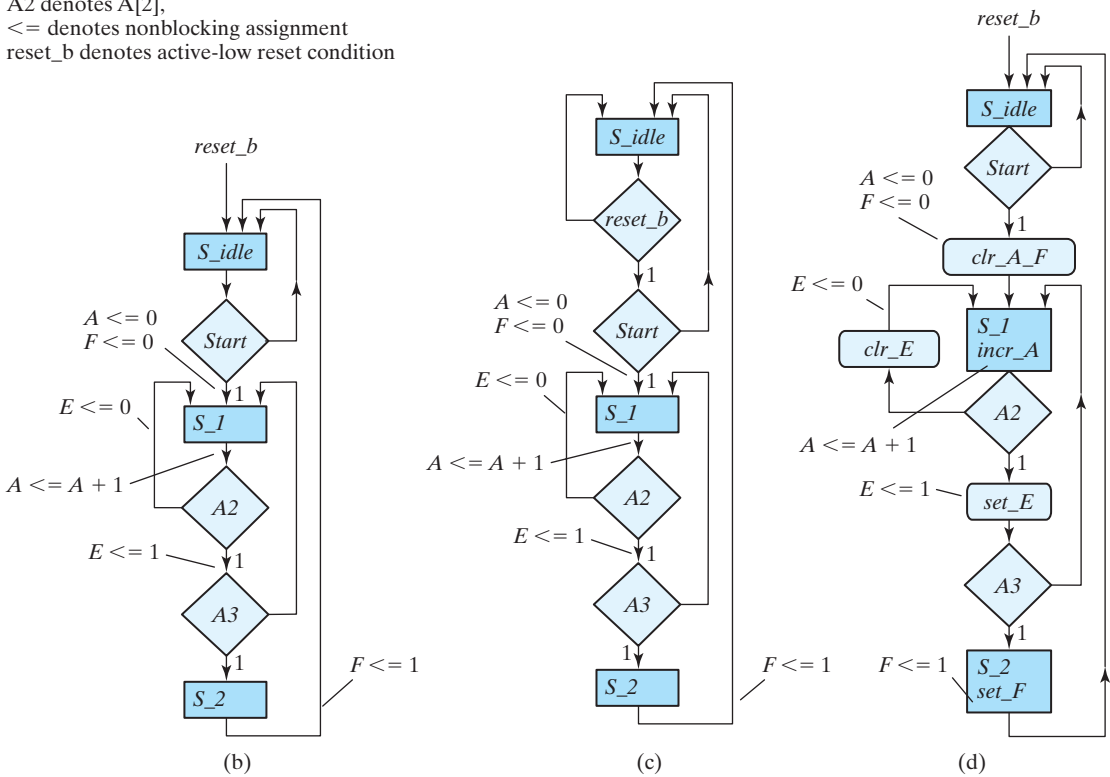 A2 denotes A[2],
<= denotes nonblocking assignment
reset_b denotes active-low reset condition
reset_b
S_idle
Start
A <= 0
F <= 0
1
E <= 0
S_1
A <= A + 1
A2
E <= 1
1
A3
1
S_2
F <= 1
(b)
S_idle
reset_b
1
A <= 0
F <= 0
Start
1
E <= 0
S_1
A <= A + 1
A2
E <= 1
1
A3
1
S_2
F <= 1
(c)
reset_b
S_idle
Start
A <= 0
F <= 0
1
clr_A_F
E <= 0
S_1
incr_A
clr_E
A2
A <= A + 1
1
E <= 1
set_E
A3
1
F <= 1
S_2
set_F
(d)